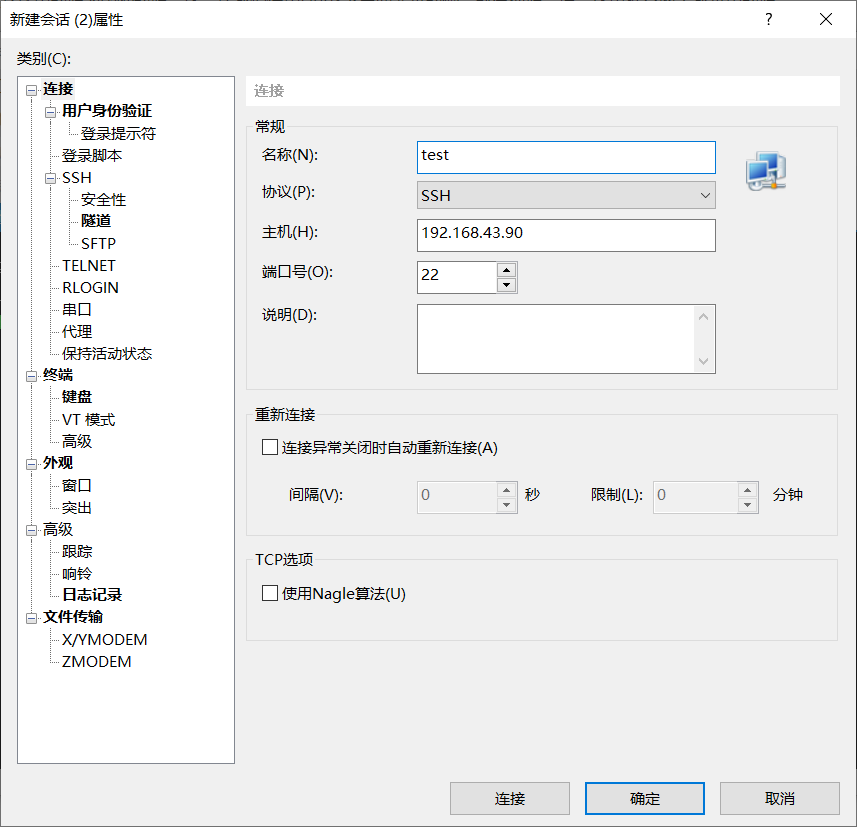 新建会话 (2)属性
?
类别(C):
连接
用户身份验证
登录提示符
登录脚本
SSH
安全性
隧道
SFTP
TELNET
RLOGIN
串口
代理
保持活动状态
终端
键盘
VT 模式
高级
外观
窗口
突出
高级
跟踪
响铃
日志记录
文件传输
X/YMODEM
ZMODEM
连接
常规
名称(N): test
协议(P): SSH
主机(H): 192.168.43.90
端口号(O): 22
说明(D):
重新连接
连接异常关闭时自动重新连接(A)
间隔(V): 0 秒 限制(L): 0 分钟
TCP选项
使用Nagle算法(U)
连接 确定 取消